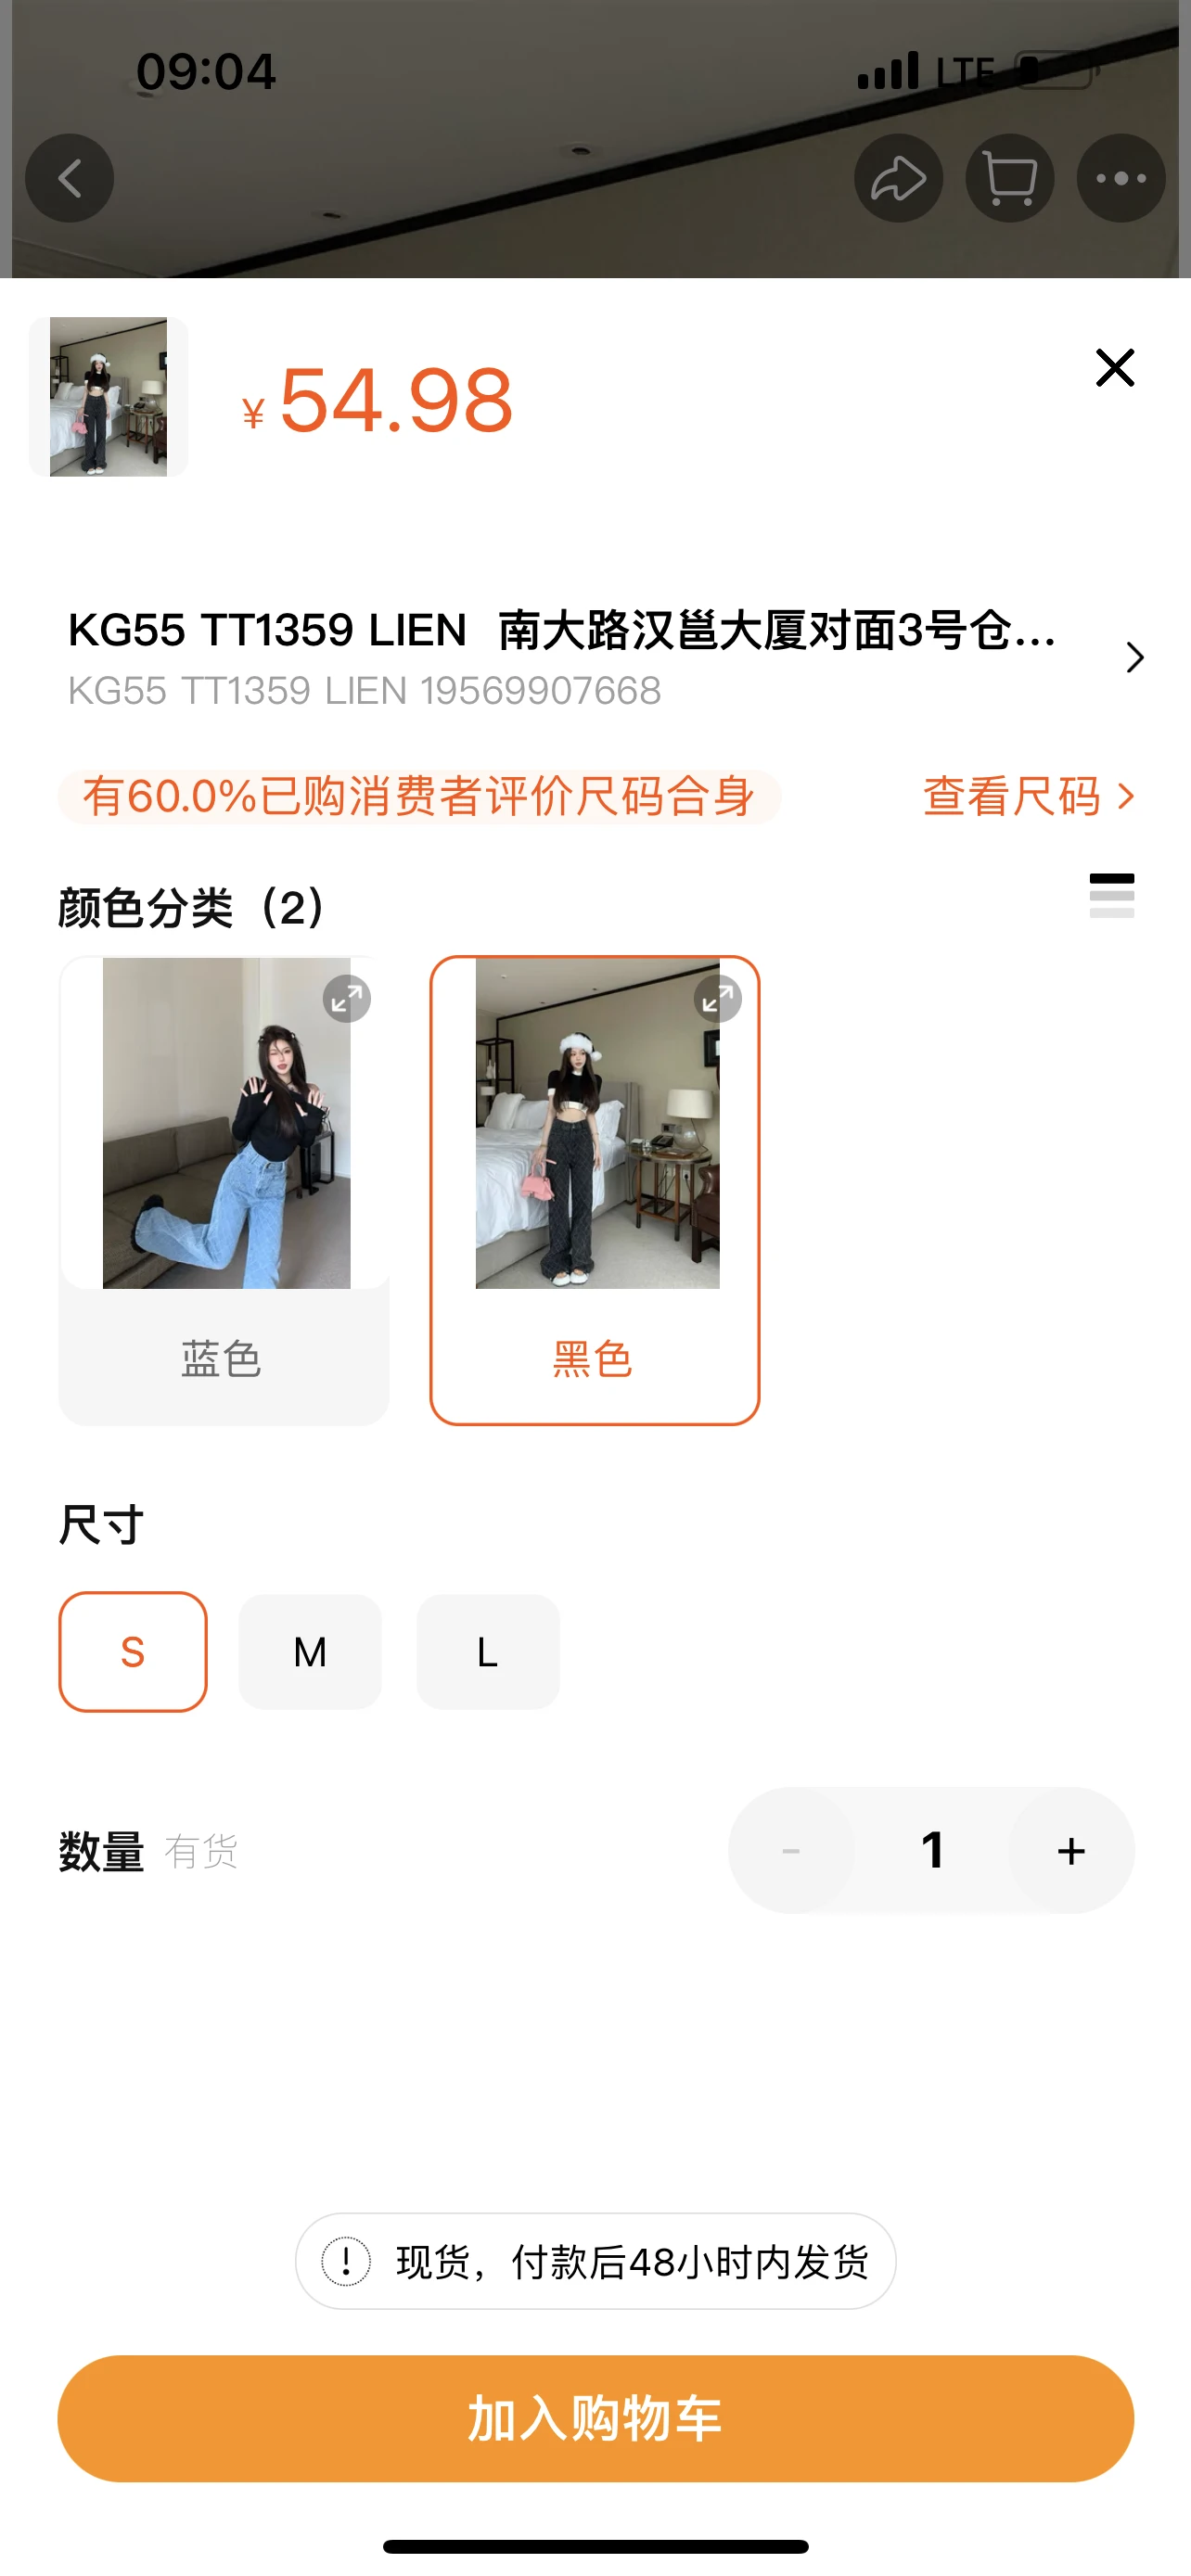 09:04
LTE
¥ 54.98
KG55 TT1359 LIEN 南大路汉邕大厦对面3号仓...
KG55 TT1359 LIEN 19569907668
有60.0%已购消费者评价尺码合身
查看尺码
颜色分类（2）
蓝色
黑色
尺寸
S
M
L
数量 有货
- 1 +
现货，付款后48小时内发货
加入购物车